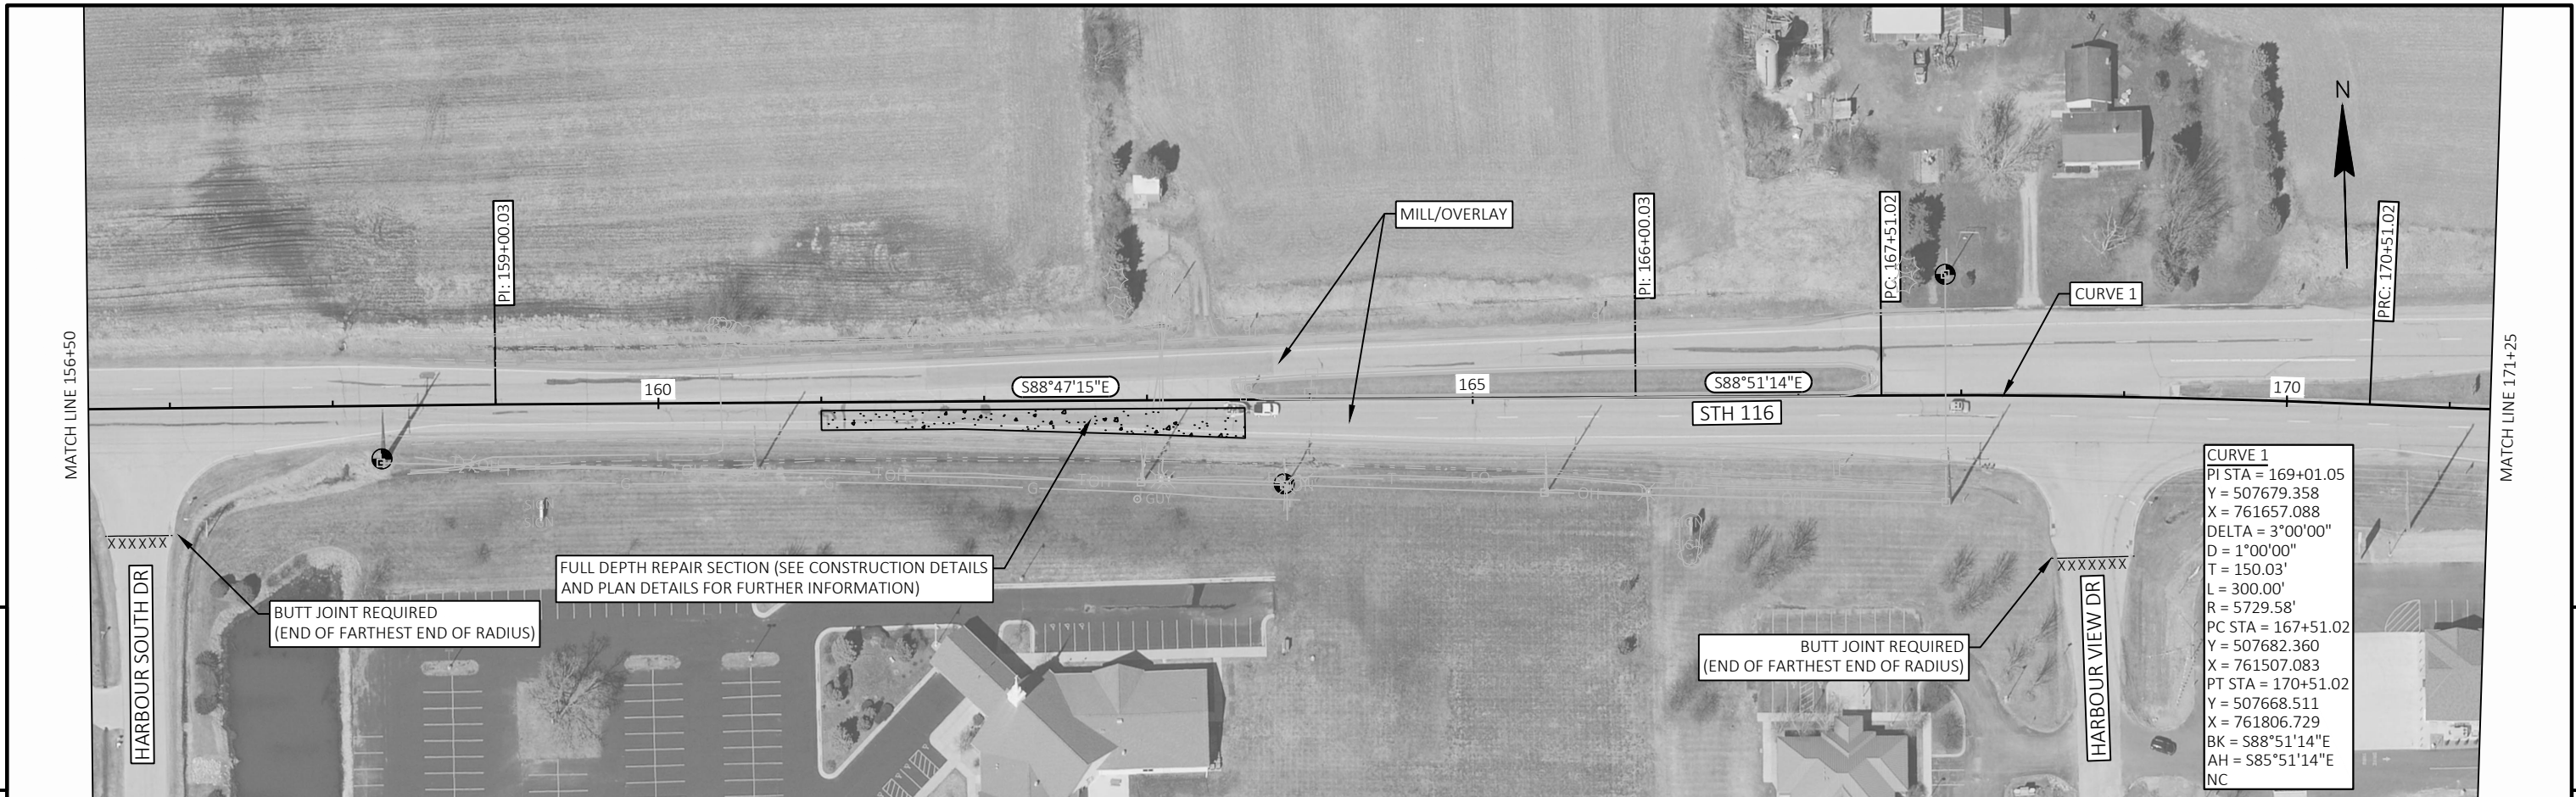 MATCH LINE 156+50
PI: 159+00.03
MILL/OVERLAY
PI: 166+00.03
PC: 167+51.02
N
CURVE 1
PRC: 170+51.02
MATCH LINE 171+25
160
S88°47'15"E
165
S88°51'14"E
170
STH 116
GUY
SIGN
XXXXXX
HARBOUR SOUTH DR
BUTT JOINT REQUIRED
(END OF FARTHEST END OF RADIUS)
FULL DEPTH REPAIR SECTION (SEE CONSTRUCTION DETAILS
AND PLAN DETAILS FOR FURTHER INFORMATION)
BUTT JOINT REQUIRED
(END OF FARTHEST END OF RADIUS)
XXXXXXX
HARBOUR VIEW DR
CURVE 1
PI STA = 169+01.05
Y = 507679.358
X = 761657.088
DELTA = 3°00'00"
D = 1°00'00"
T = 150.03'
L = 300.00'
R = 5729.58'
PC STA = 167+51.02
Y = 507682.360
X = 761507.083
PT STA = 170+51.02
Y = 507668.511
X = 761806.729
BK = S88°51'14"E
AH = S85°51'14"E
NC